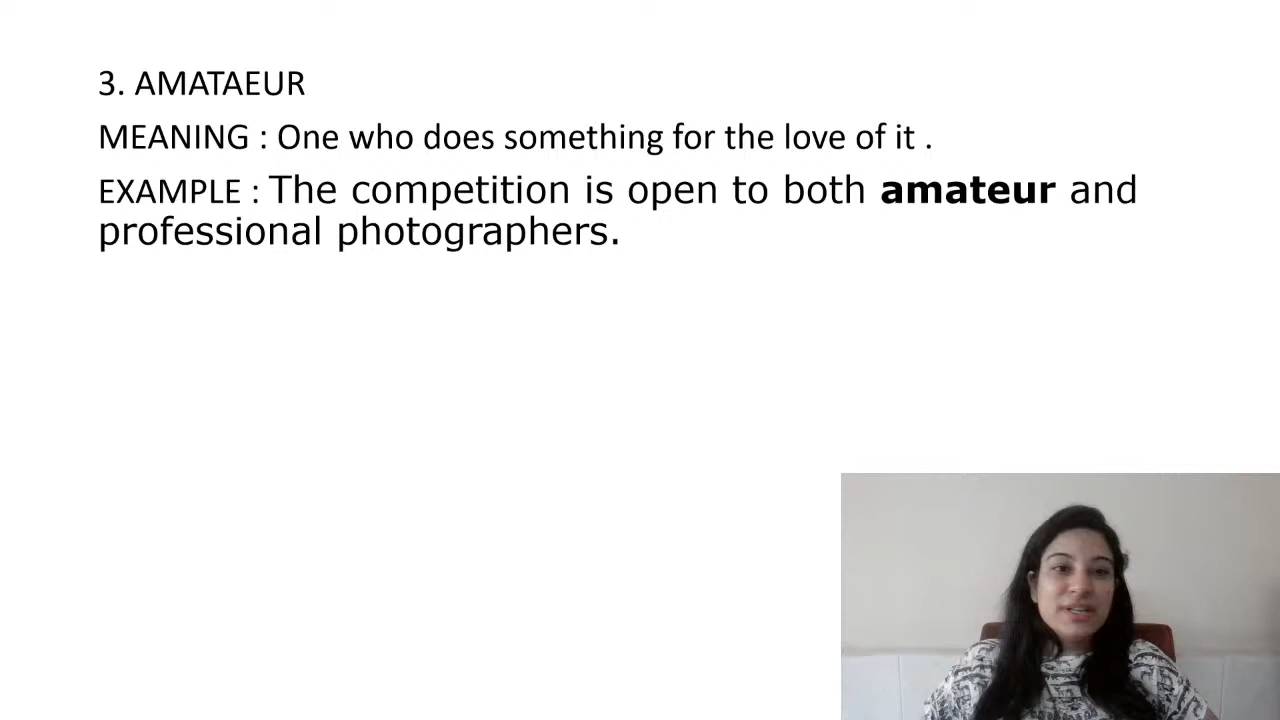 3. AMATAEUR
MEANING : One who does something for the love of it .
EXAMPLE : The competition is open to both amateur and
professional photographers.